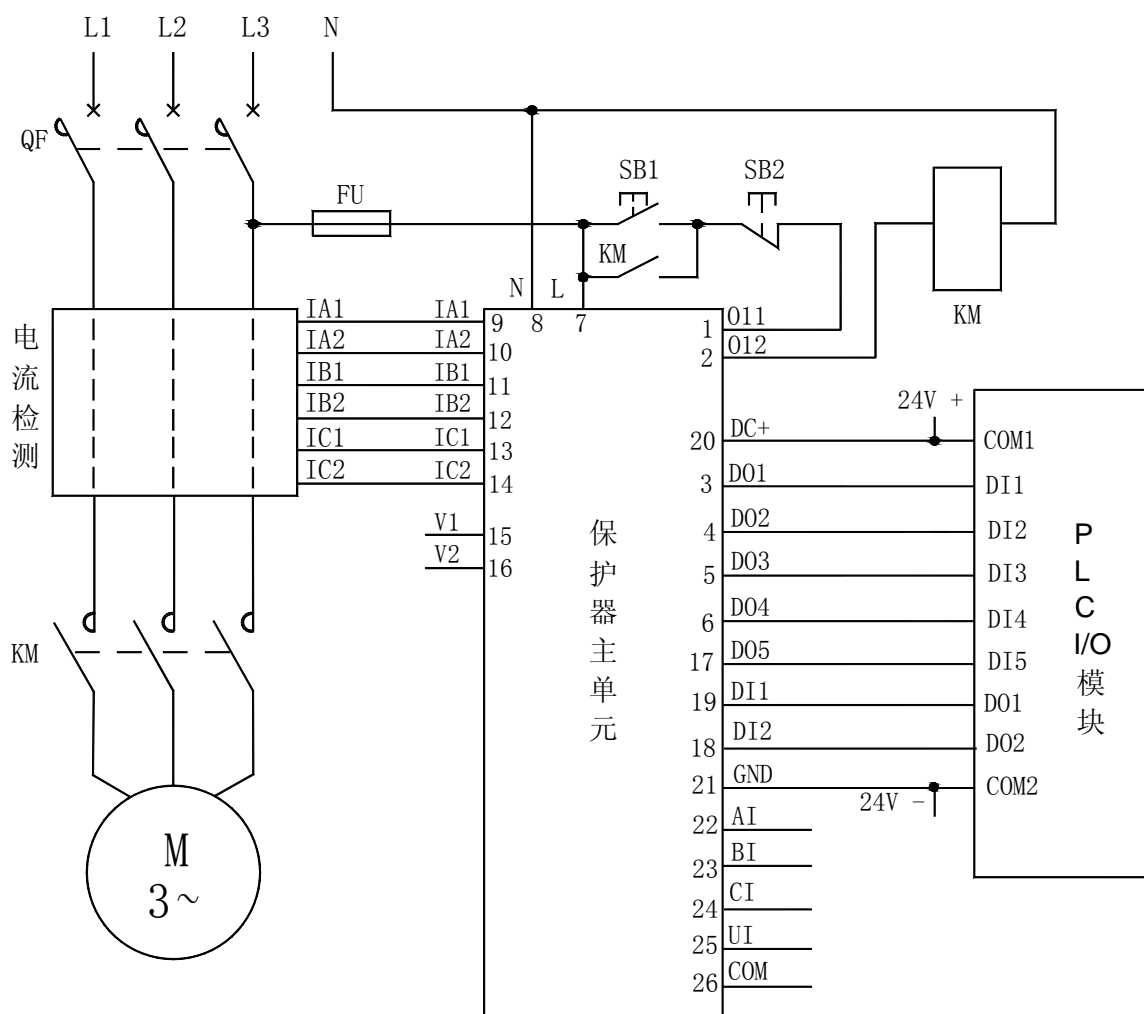 L1 L2 L3 N
QF
FU
SB1
SB2
KM
KM
N L
8 7
电流检测
IA1 IA1 9
IA2 IA2 10
IB1 IB1 11
IB2 IB2 12
IC1 IC1 13
IC2 IC2 14
V1 15
V2 16
保护器主单元
1 O11
2 O12
24V +
20 DC+ COM1
3 DO1 DI1
4 DO2 DI2
5 DO3 DI3
6 DO4 DI4
17 DO5 DI5
19 DI1 DO1
18 DI2 DO2
21 GND COM2
24V -
22 AI
23 BI
24 CI
25 UI
26 COM
PLC I/O模块
KM
M
3~